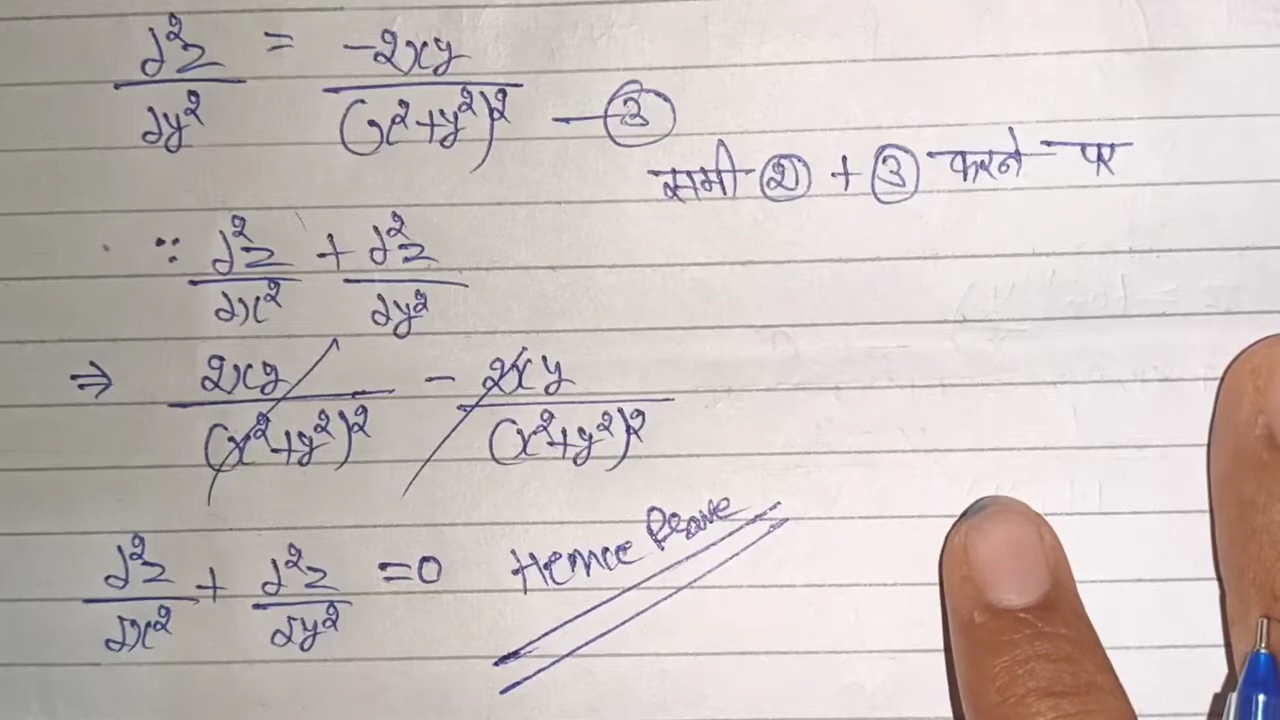 ∂²z/∂y² = -2xy/(x²+y²)² — ③
समी ② + ③ करने पर
∵ ∂²z/∂x² + ∂²z/∂y²
⇒ 2xy/(x²+y²)² - 2xy/(x²+y²)²
∂²z/∂x² + ∂²z/∂y² = 0 Hence Prove